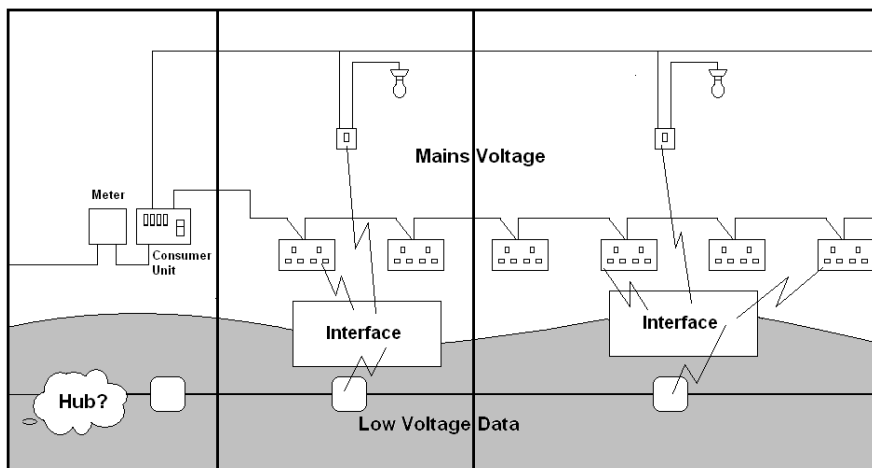 Mains Voltage
Meter
Consumer
Unit
Interface
Interface
Hub?
Low Voltage Data